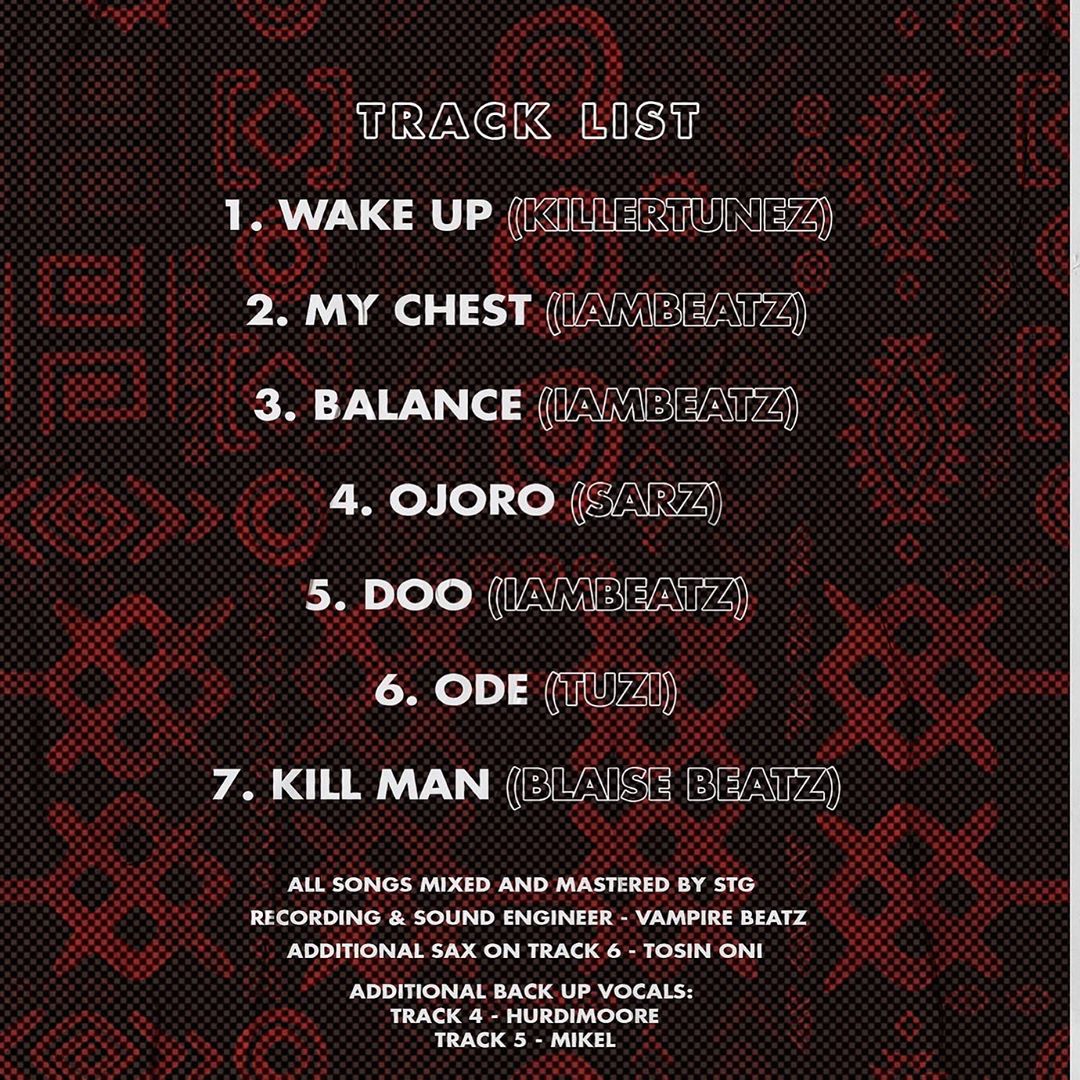 TRACK LIST
1. WAKE UP (KILLERTUNEZ)
2. MY CHEST (IAMBEATZ)
3. BALANCE (IAMBEATZ)
4. OJORO (SARZ)
5. DOO (IAMBEATZ)
6. ODE (TUZI)
7. KILL MAN (BLAISE BEATZ)
ALL SONGS MIXED AND MASTERED BY STG
RECORDING & SOUND ENGINEER - VAMPIRE BEATZ
ADDITIONAL SAX ON TRACK 6 - TOSIN ONI
ADDITIONAL BACK UP VOCALS:
TRACK 4 - HURDIMOORE
TRACK 5 - MIKEL